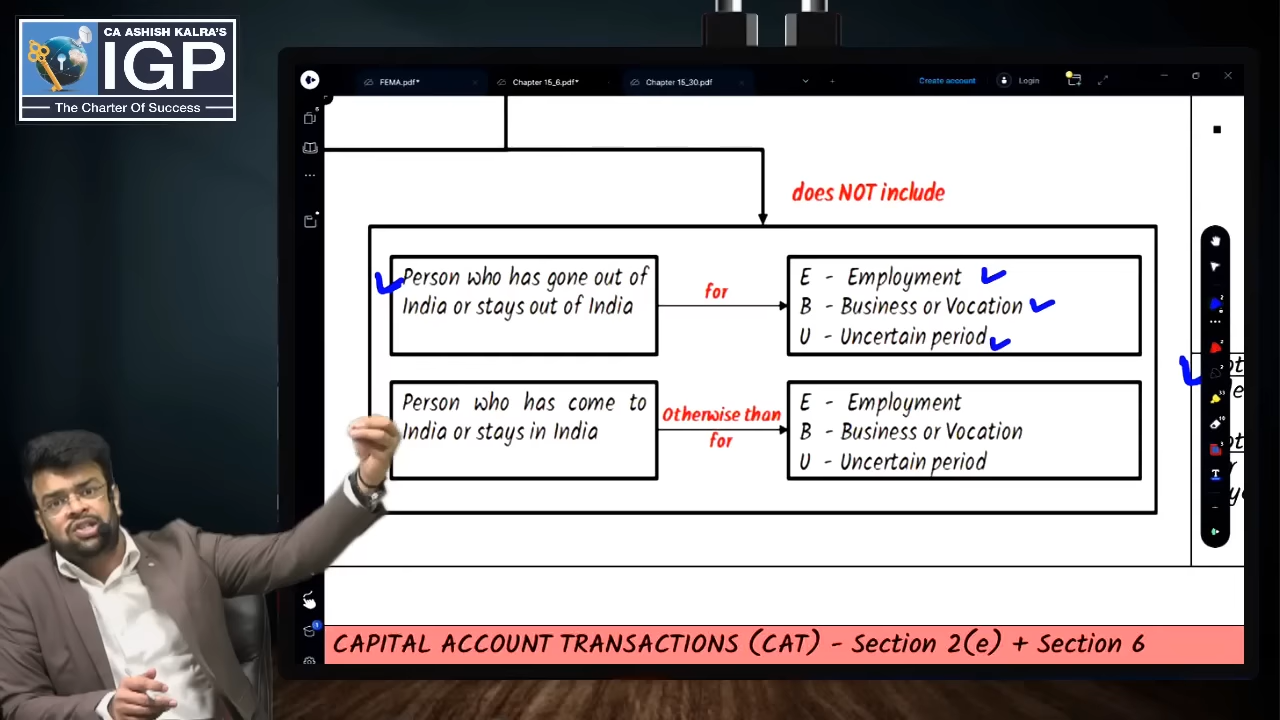 CA ASHISH KALRA'S
IGP
The Charter Of Success
FEMA.pdf*
Chapter 15_6.pdf*
Chapter 15_30.pdf
Create account
Login
does NOT include
Person who has gone out of
India or stays out of India
for
E - Employment
B - Business or Vocation
U - Uncertain period
Person who has come to
India or stays in India
Otherwise than
for
E - Employment
B - Business or Vocation
U - Uncertain period
CAPITAL ACCOUNT TRANSACTIONS (CAT) - Section 2(e) + Section 6